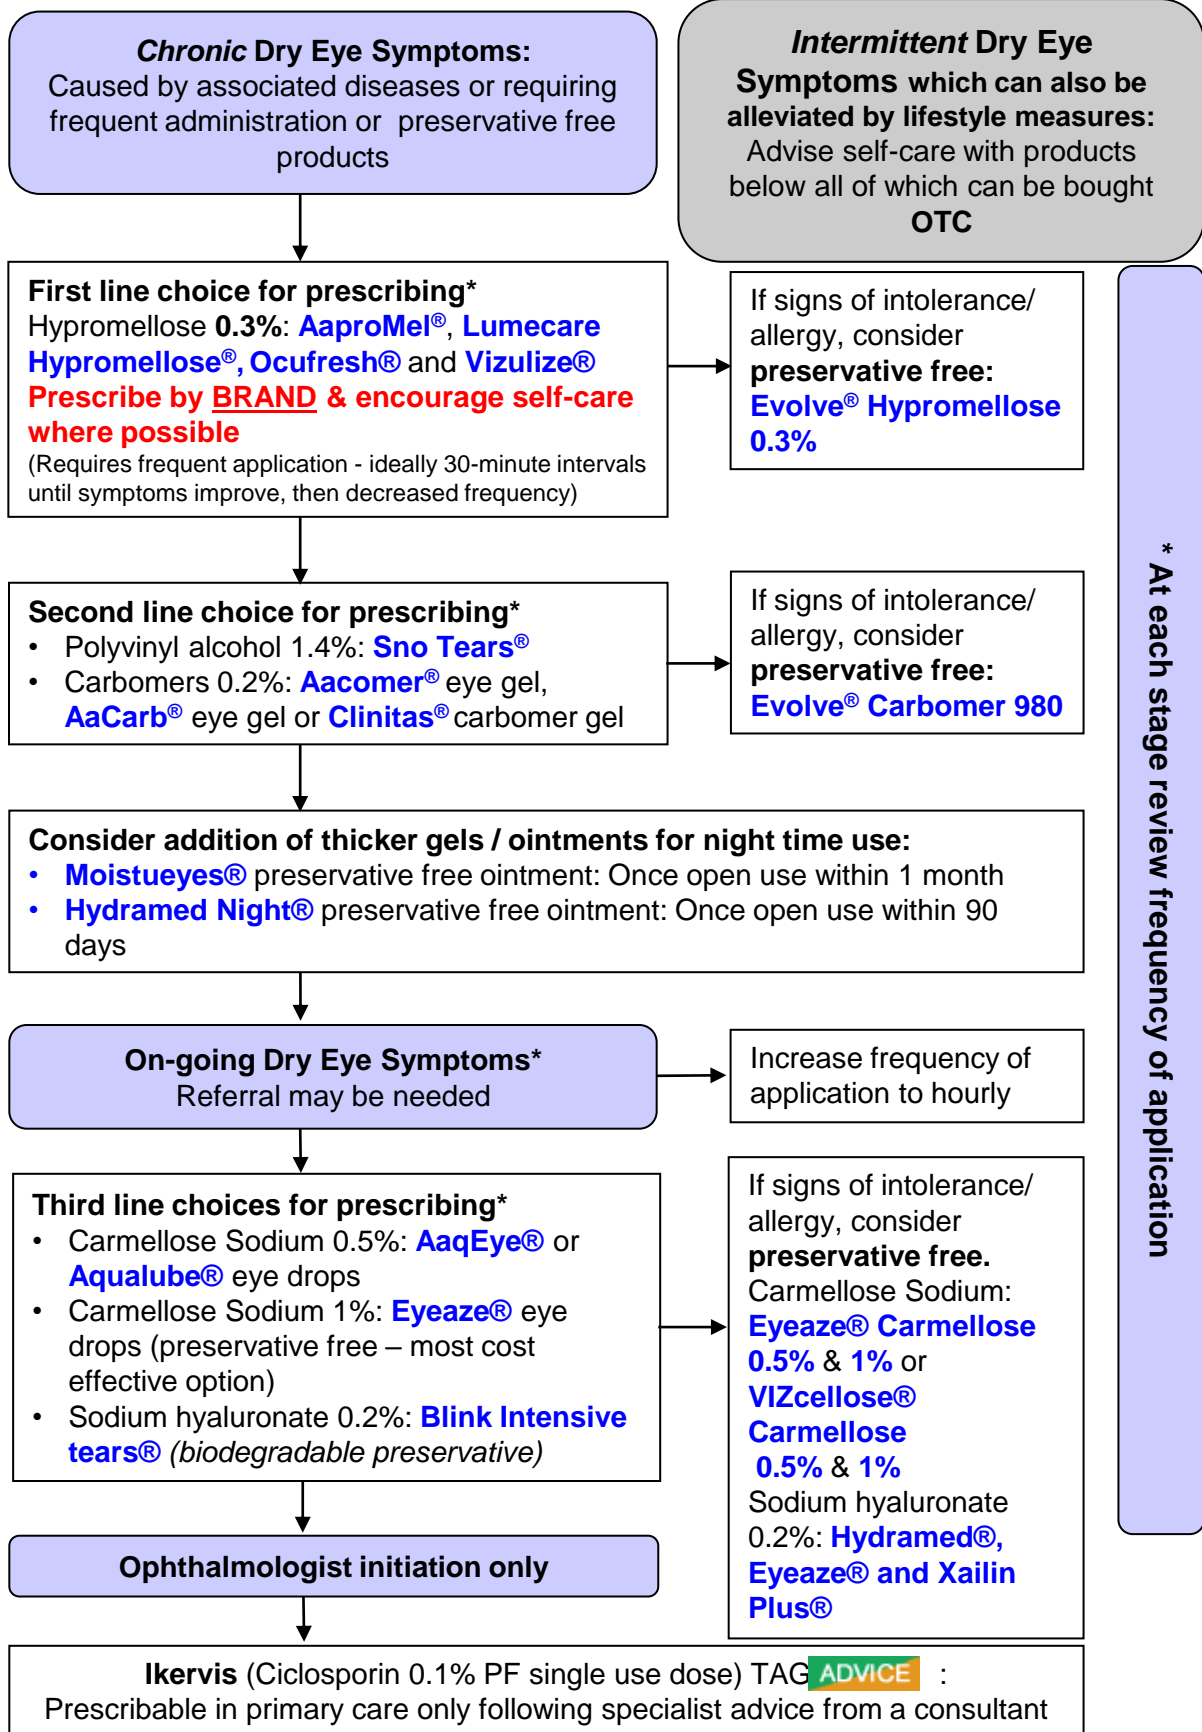 Chronic Dry Eye Symptoms:
Caused by associated diseases or requiring
frequent administration or preservative free
products
Intermittent Dry Eye
Symptoms which can also be
alleviated by lifestyle measures:
Advise self-care with products
below all of which can be bought
OTC
First line choice for prescribing*
Hypromellose 0.3%: AaproMel®, Lumecare
Hypromellose®, Ocufresh® and Vizulize®
Prescribe by BRAND & encourage self-care
where possible
(Requires frequent application - ideally 30-minute intervals
until symptoms improve, then decreased frequency)
If signs of intolerance/
allergy, consider
preservative free:
Evolve® Hypromellose
0.3%
Second line choice for prescribing*
• Polyvinyl alcohol 1.4%: Sno Tears®
• Carbomers 0.2%: Aacomer® eye gel,
AaCarb® eye gel or Clinitas® carbomer gel
If signs of intolerance/
allergy, consider
preservative free:
Evolve® Carbomer 980
Consider addition of thicker gels / ointments for night time use:
• Moistueyes® preservative free ointment: Once open use within 1 month
• Hydramed Night® preservative free ointment: Once open use within 90
days
On-going Dry Eye Symptoms*
Referral may be needed
Increase frequency of
application to hourly
Third line choices for prescribing*
• Carmellose Sodium 0.5%: AaqEye® or
Aqualube® eye drops
• Carmellose Sodium 1%: Eyeaze® eye
drops (preservative free – most cost
effective option)
• Sodium hyaluronate 0.2%: Blink Intensive
tears® (biodegradable preservative)
If signs of intolerance/
allergy, consider
preservative free.
Carmellose Sodium:
Eyeaze® Carmellose
0.5% & 1% or
VIZcellose®
Carmellose
0.5% & 1%
Sodium hyaluronate
0.2%: Hydramed®,
Eyeaze® and Xailin
Plus®
* At each stage review frequency of application
Ophthalmologist initiation only
Ikervis (Ciclosporin 0.1% PF single use dose) TAG ADVICE :
Prescribable in primary care only following specialist advice from a consultant